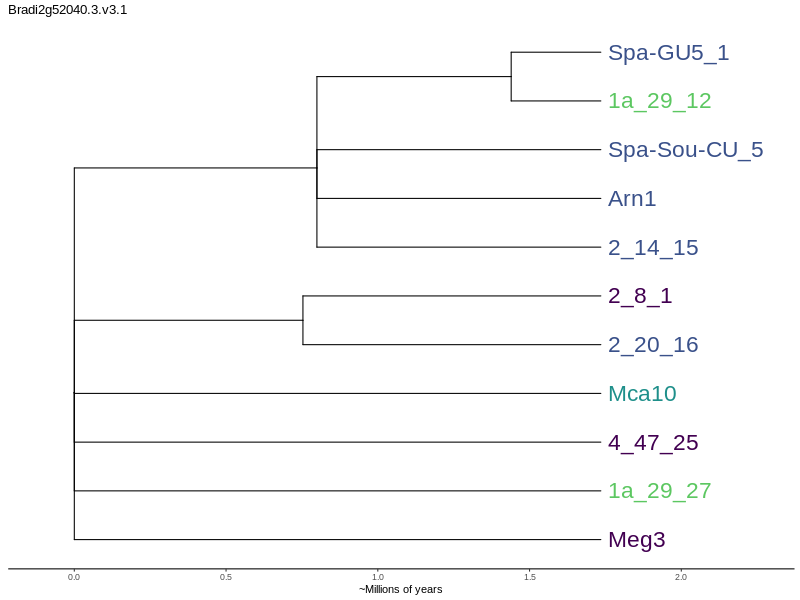 Bradi2g52040.3.v3.1
Spa-GU5_1
1a_29_12
Spa-Sou-CU_5
Arn1
2_14_15
2_8_1
2_20_16
Mca10
4_47_25
1a_29_27
Meg3
0.0 0.5 1.0 1.5 2.0
~Millions of years